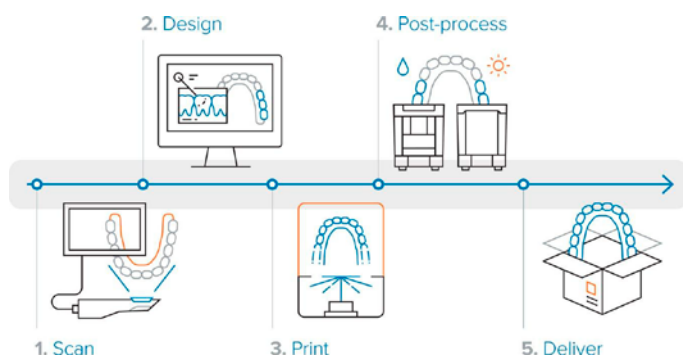 1. Scan
2. Design
3. Print
4. Post-process
5. Deliver